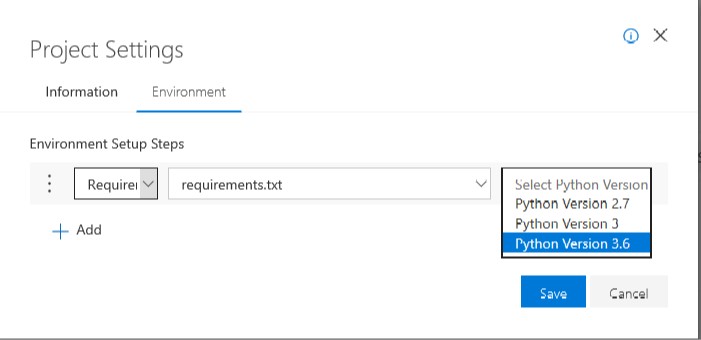 Project Settings
Information Environment
Environment Setup Steps
Requirer requirements.txt
Select Python Version
Python Version 2.7
Python Version 3
Python Version 3.6
Add
Save Cancel